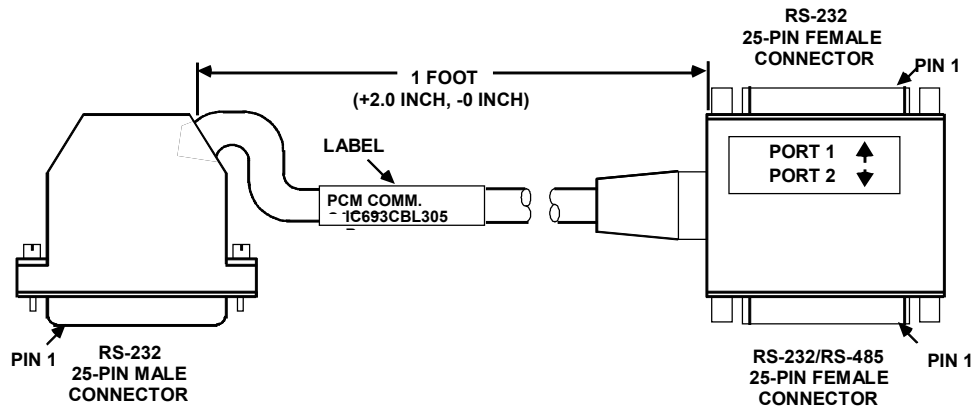 RS-232
25-PIN FEMALE
CONNECTOR
PIN 1
1 FOOT
(+2.0 INCH, -0 INCH)
LABEL
PORT 1
PORT 2
PCM COMM.
IC693CBL305
PIN 1
RS-232
25-PIN MALE
CONNECTOR
RS-232/RS-485
25-PIN FEMALE
CONNECTOR
PIN 1